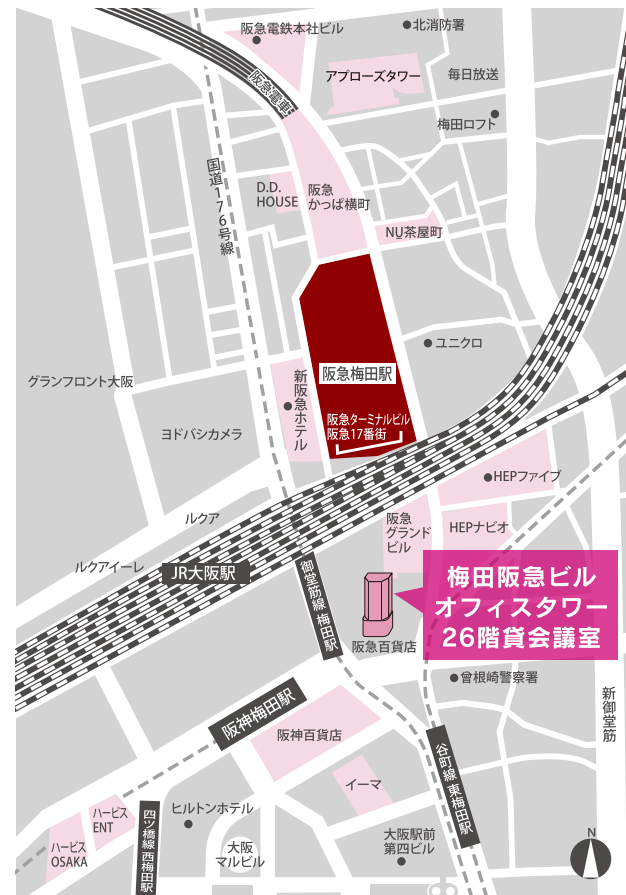 阪急電鉄本社ビル
北消防署
阪急電車
アプローズタワー
毎日放送
梅田ロフト
国道176号線
D.D.
HOUSE
阪急
かっぱ横町
NU茶屋町
ユニクロ
阪急梅田駅
グランフロント大阪
新阪急ホテル
阪急ターミナルビル
阪急17番街
ヨドバシカメラ
HEPファイブ
ルクア
阪急
グランド
ビル
HEPナビオ
ルクアイーレ
JR大阪駅
御堂筋線 梅田駅
梅田阪急ビル
オフィスタワー
26階貸会議室
阪急百貨店
曽根崎警察署
新御堂筋
阪神梅田駅
阪神百貨店
谷町線 東梅田駅
イーマ
ハービス
ENT
ヒルトンホテル
四ツ橋線 西梅田駅
大阪
マルビル
大阪駅前
第四ビル
ハービス
OSAKA
N